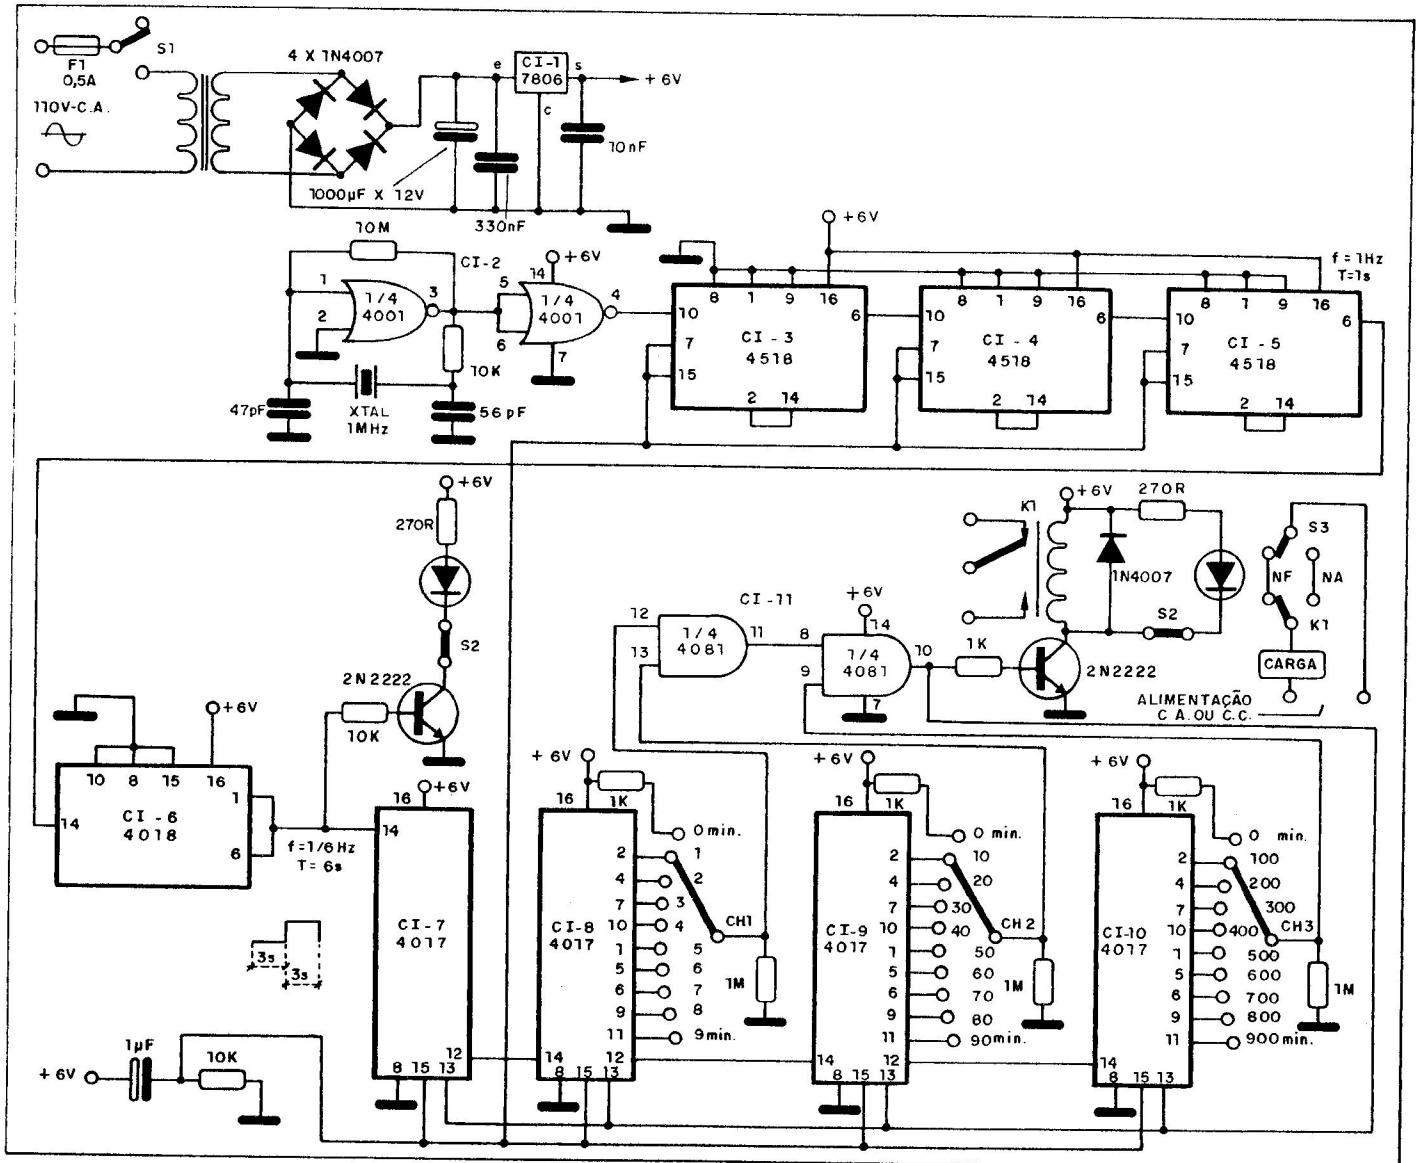 S1
F1
0,5A
110V-C.A.
4 X 1N4007
e
CI-1
7806
s
c
+ 6V
1000µF X 12V
330nF
10nF
10M
CI-2
+6V
1
2
3
1/4
4001
5
6
14
1/4
4001
4
7
10K
47pF
XTAL
1MHz
56pF
+6V
8 1 9 16
10
7
15
CI - 3
4518
6
2 14
8 1 9 16
10
7
15
CI - 4
4518
6
2 14
f = 1Hz
T=1s
8 1 9 16
10
7
15
CI - 5
4518
6
2 14
+6V
270R
S2
2N2222
10K
+6V
10 8 15 16
14
CI - 6
4018
1
6
f=1/6Hz
T= 6s
3s
3s
CI-11
12
13
1/4
4081
11
+6V
14
8
9
1/4
4081
10
7
1K
K1
+6V
270R
1N4007
S2
2N2222
S3
NF
NA
K1
CARGA
ALIMENTAÇÃO
C A. OU C.C.
+6V
16
14
CI-7
4017
12
8 15 13
+ 6V
16
1K
0 min.
2 1
4 2
7 3
10 4
1 5
5 6
6 7
9 8
11 9 min.
CI-8
4017
CH1
1M
14 12
8 15 13
+ 6V
16
1K
0 min.
2 10
4 20
7 30
10 40
1 50
5 60
6 70
9 80
11 90min.
CI-9
4017
CH2
1M
14 12
8 15 13
+ 6V
16
1K
0 min.
2 100
4 200
7 300
10 400
1 500
5 600
6 700
9 800
11 900min.
CI-10
4017
CH3
1M
14
8 15 13
+ 6V
1µF
10K